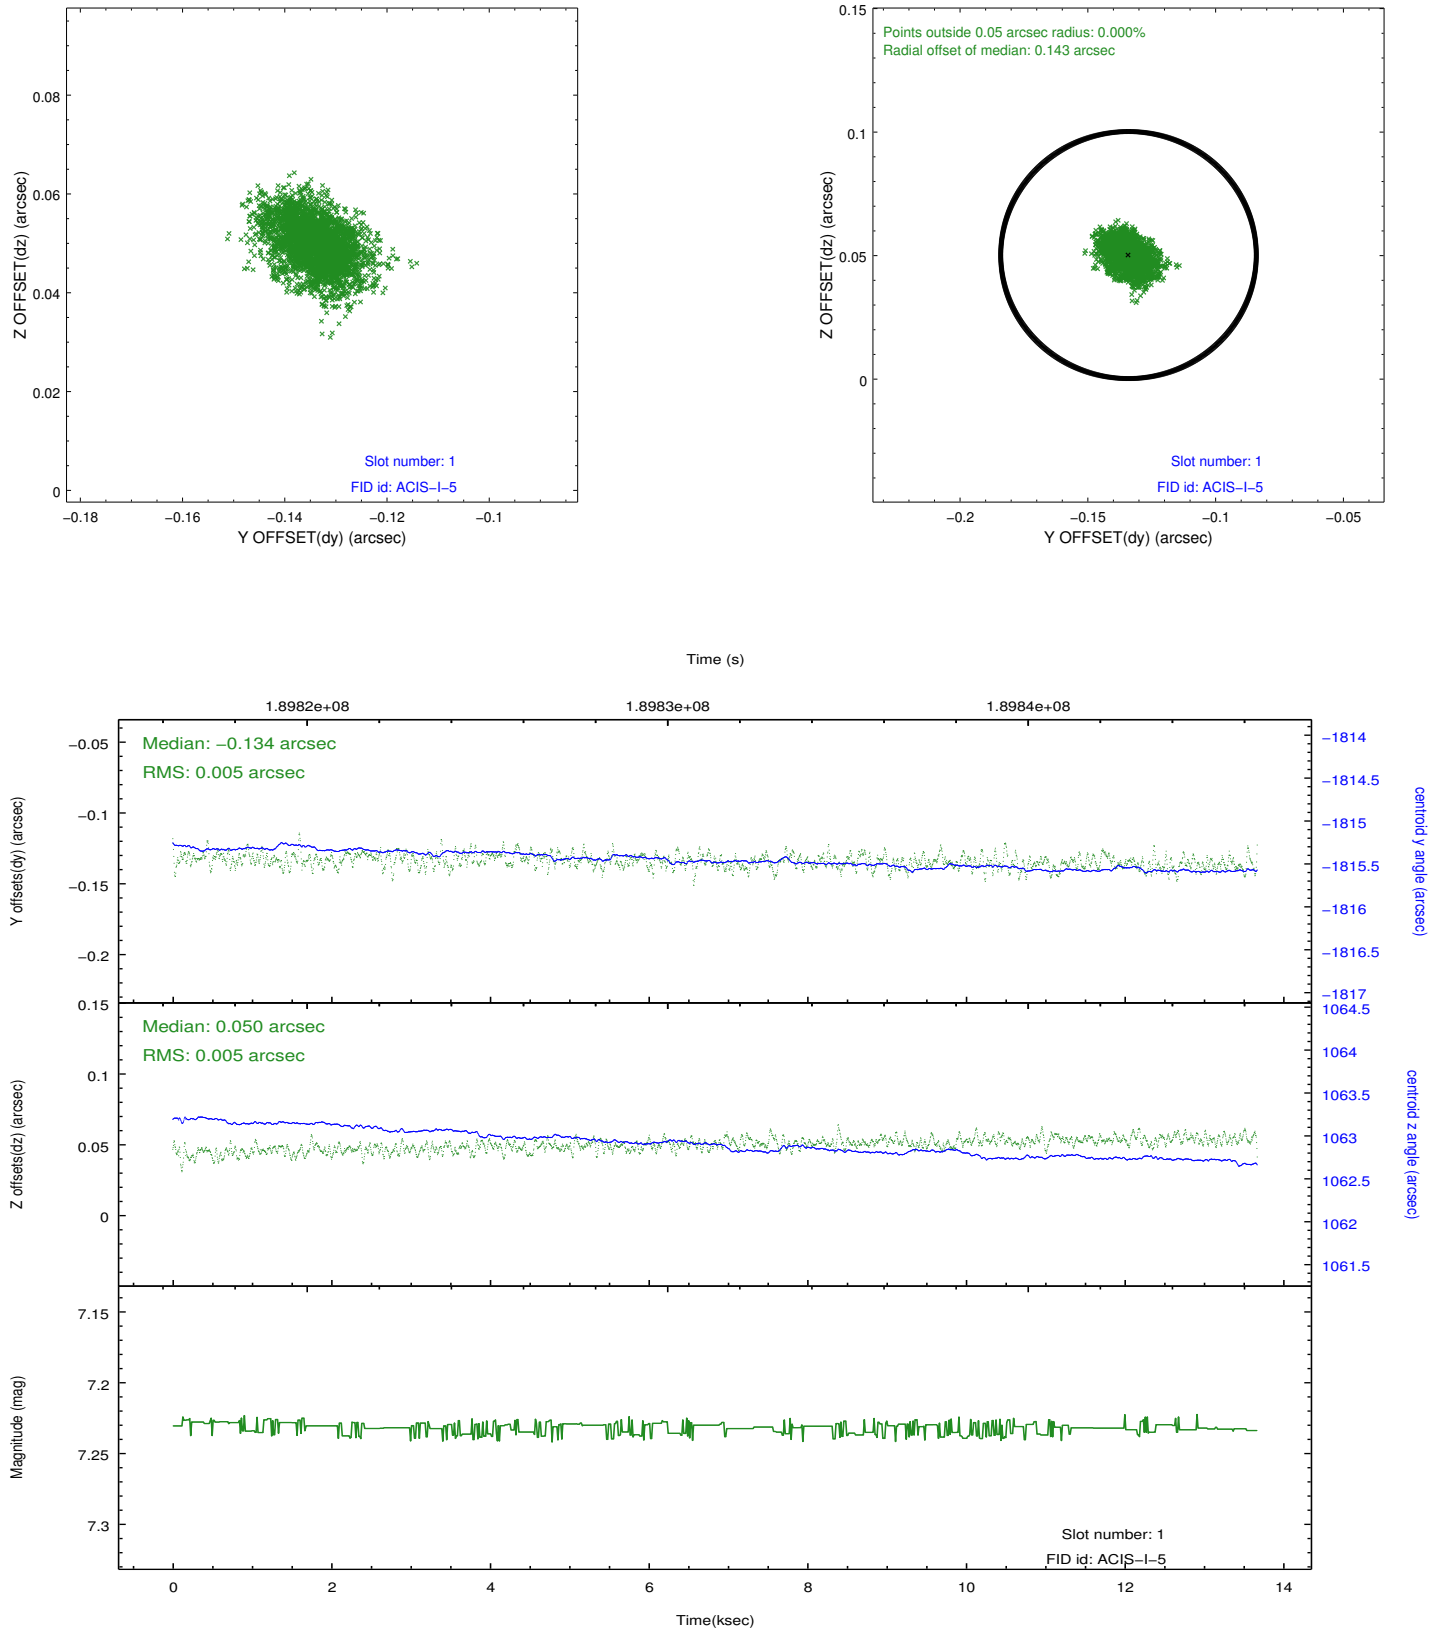 0.08
0.06
0.04
0.02
0
Z OFFSET(dz) (arcsec)
Slot number: 1
FID id: ACIS−I−5
−0.18
−0.16
−0.14
−0.12
−0.1
Y OFFSET(dy) (arcsec)
0.15
0.1
0.05
0
Z OFFSET(dz) (arcsec)
Points outside 0.05 arcsec radius: 0.000%
Radial offset of median: 0.143 arcsec
Slot number: 1
FID id: ACIS−I−5
−0.2
−0.15
−0.1
−0.05
Y OFFSET(dy) (arcsec)
Time (s)
1.8982e+08
1.8983e+08
1.8984e+08
−0.05
−0.1
−0.15
−0.2
Y offsets(dy) (arcsec)
Median: −0.134 arcsec
RMS: 0.005 arcsec
−1814
−1814.5
−1815
−1815.5
−1816
−1816.5
−1817
centroid y angle (arcsec)
0.15
0.1
0.05
0
Z offsets(dz) (arcsec)
Median: 0.050 arcsec
RMS: 0.005 arcsec
1064.5
1064
1063.5
1063
1062.5
1062
1061.5
centroid z angle (arcsec)
7.15
7.2
7.25
7.3
Magnitude (mag)
Slot number: 1
FID id: ACIS−I−5
0
2
4
6
8
10
12
14
Time(ksec)